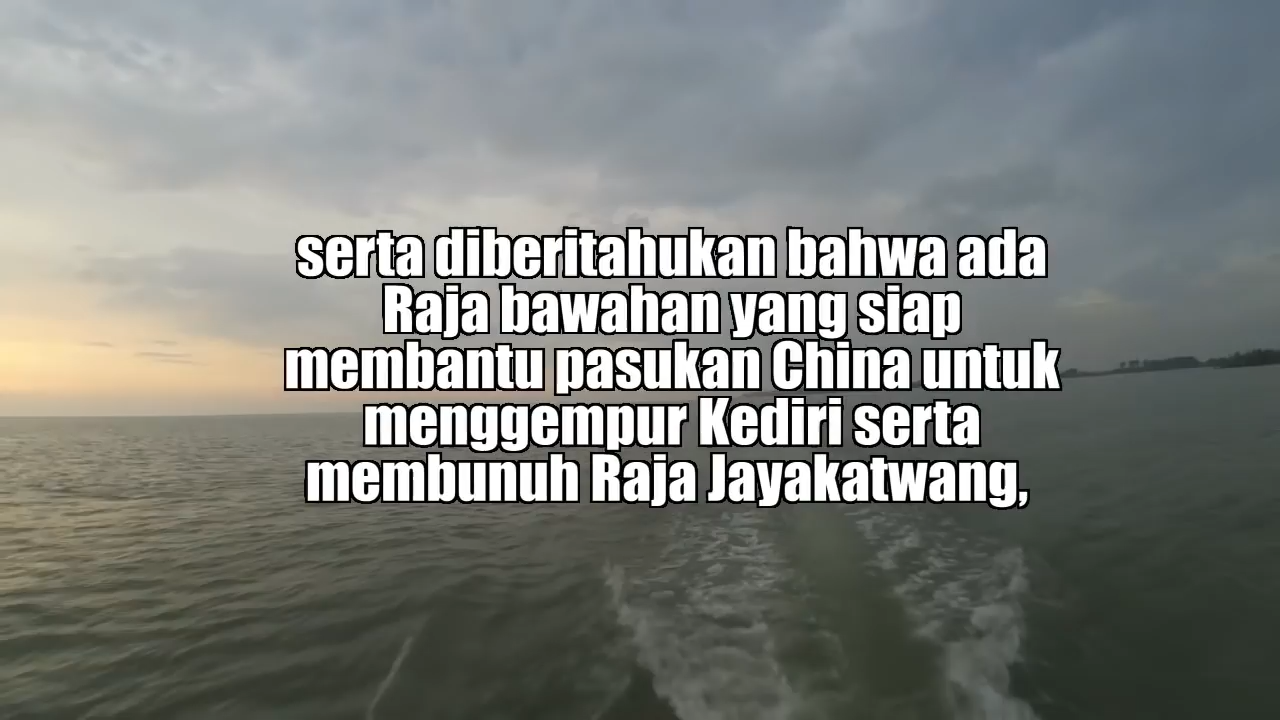 serta diberitahukan bahwa ada
Raja bawahan yang siap
membantu pasukan China untuk
menggempur Kediri serta
membunuh Raja Jayakatwang,